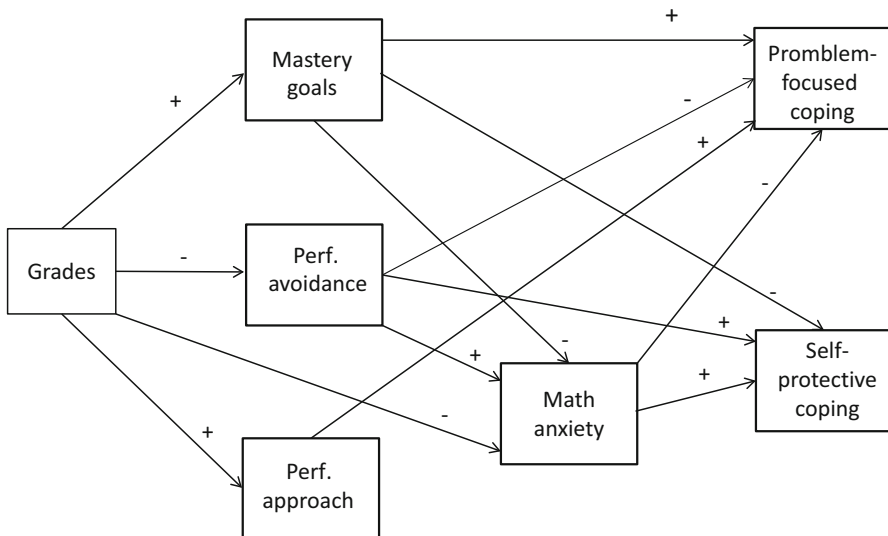 Mastery
goals
Promblem-
focused
coping
+
+
-
+
-
Grades
-
Perf.
avoidance
-
+
-
+
Self-
protective
coping
+
Math
anxiety
-
+
Perf.
approach